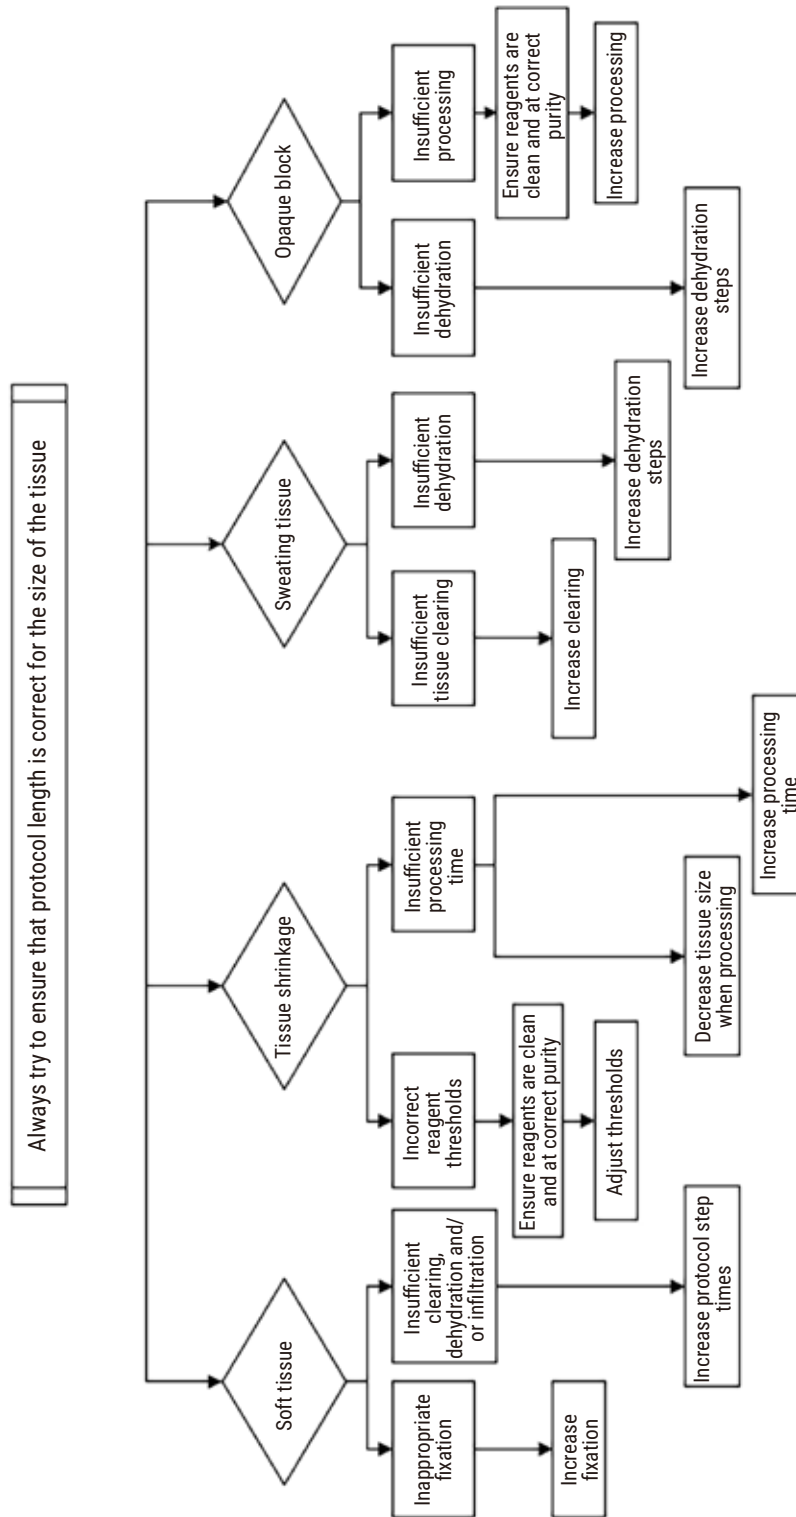 Always try to ensure that protocol length is correct for the size of the tissue
Soft tissue
Tissue shrinkage
Sweating tissue
Opaque block
Inappropriate
fixation
Insufficient
clearing,
dehydration and/
or infiltration
Incorrect
reagent
thresholds
Insufficient
processing
time
Insufficient
tissue clearing
Insufficient
dehydration
Insufficient
dehydration
Insufficient
processing
Ensure reagents are clean
and at correct purity
Ensure reagents are
clean and at correct
purity
Increase
fixation
Adjust thresholds
Increase clearing
Increase dehydration
steps
Increase processing
Increase protocol step
times
Decrease tissue size
when processing
Increase processing
time
Increase dehydration
steps